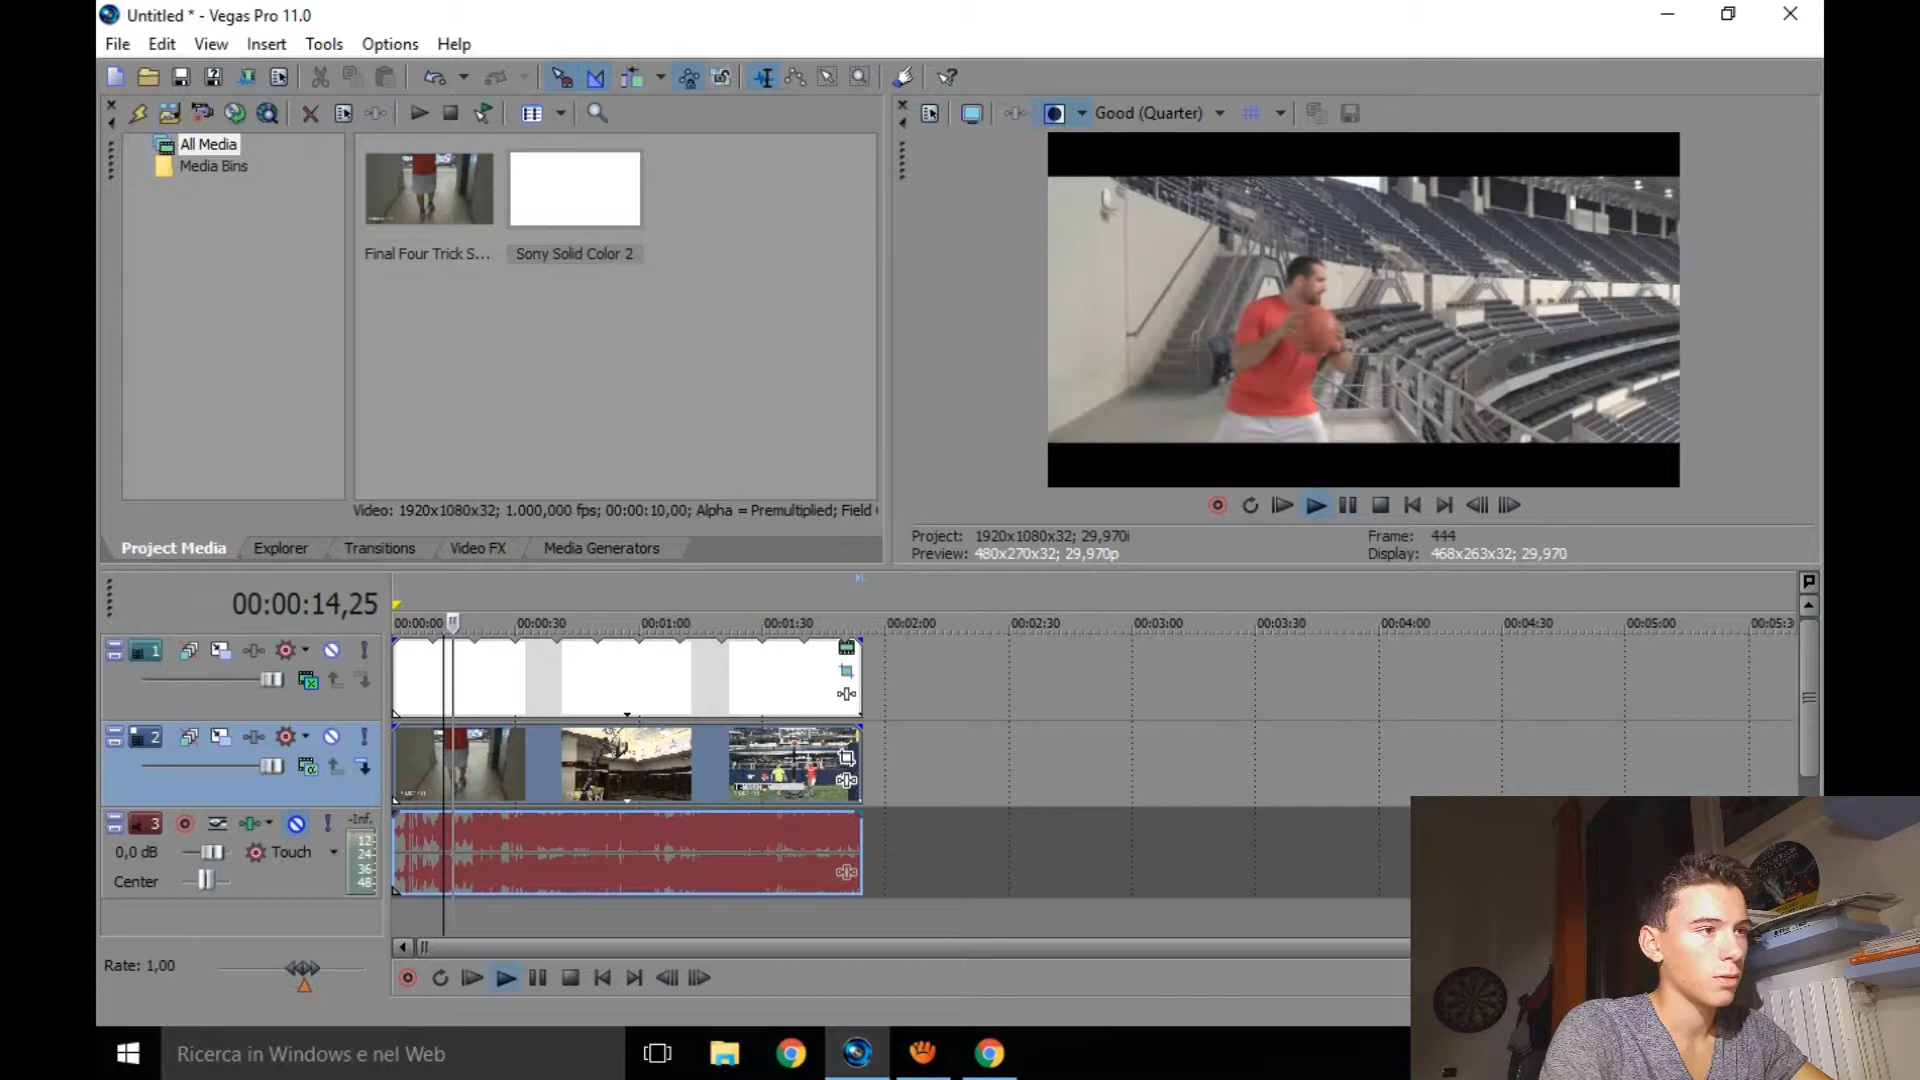 Untitled * - Vegas Pro 11.0
File Edit View Insert Tools Options Help
Good (Quarter)
All Media
Media Bins
Final Four Trick S...
Sony Solid Color 2
Video: 1920x1080x32; 1.000,000 fps; 00:00:10,00; Alpha = Premultiplied; Field
Project Media Explorer Transitions Video FX Media Generators
Project: 1920x1080x32; 29,970i
Frame: 444
Preview: 480x270x32; 29,970p
Display: 468x263x32; 29,970
00:00:14,25
00:00:00 00:00:30 00:01:00 00:01:30 00:02:00 00:02:30 00:03:00 00:03:30 00:04:00 00:04:30 00:05:00 00:05:3
1
2
3
-Inf.
12
24
36
48
0,0 dB
Touch
Center
Rate: 1,00
Ricerca in Windows e nel Web